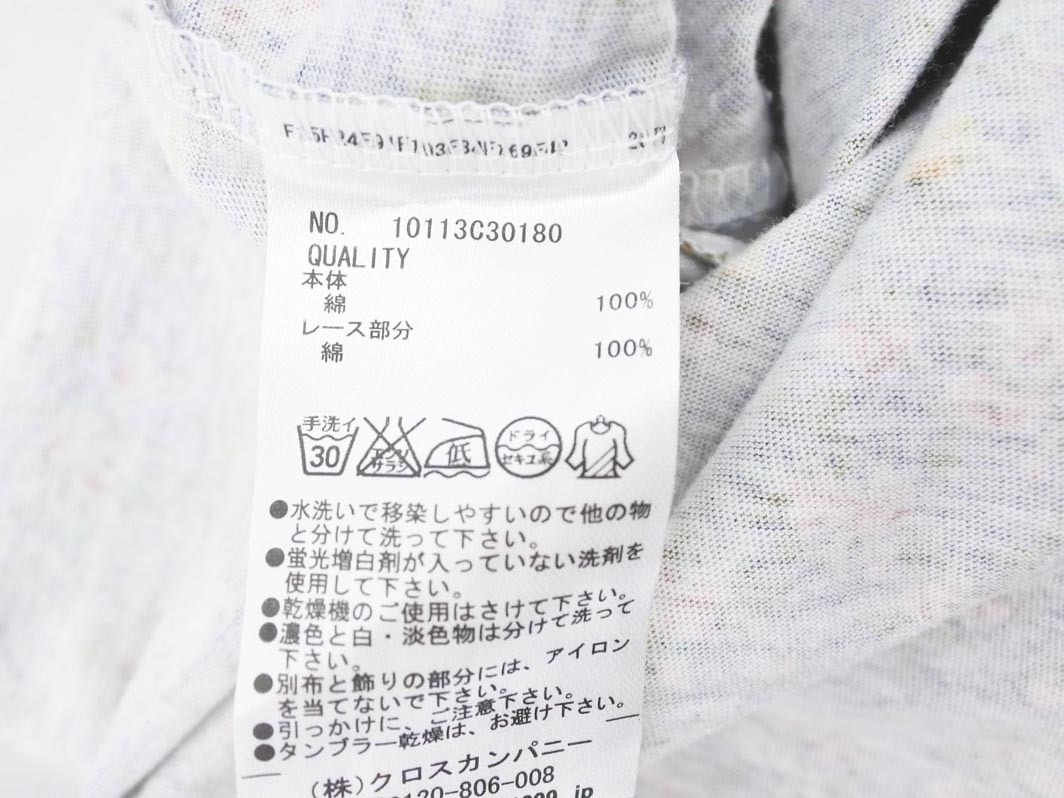 NO. 10113C30180
QUALITY
本体
綿 100%
レース部分
綿 100%
手洗イ
30
サラシ
低
ドライ
セキユ系
●水洗いで移染しやすいので他の物
と分けて洗って下さい。
●蛍光増白剤が入っていない洗剤を
使用して下さい。
●乾燥機のご使用はさけて下さい。
●濃色と白・淡色物は分けて洗って
下さい。
●別布と飾りの部分には、アイロン
を当てないで下さい。
●引っかけに、ご注意下さい。
●タンブラー乾燥は、お避け下さい。
(株)クロスカンパニー
0120-806-008